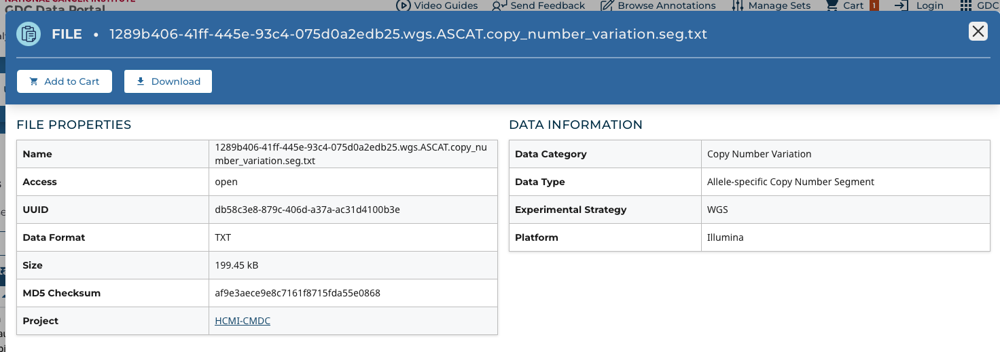 NATIONAL CANCER INSTITUTE
GDC Data Portal
Video Guides Send Feedback Browse Annotations Manage Sets Cart 1 Login GDC
FILE • 1289b406-41ff-445e-93c4-075d0a2edb25.wgs.ASCAT.copy_number_variation.seg.txt
Add to Cart Download
FILE PROPERTIES
Name 1289b406-41ff-445e-93c4-075d0a2edb25.wgs.ASCAT.copy_nu
mber_variation.seg.txt
Access open
UUID db58c3e8-879c-406d-a37a-ac31d4100b3e
Data Format TXT
Size 199.45 kB
MD5 Checksum af9e3aece9e8c7161f8715fda55e0868
Project HCMI-CMDC
DATA INFORMATION
Data Category Copy Number Variation
Data Type Allele-specific Copy Number Segment
Experimental Strategy WGS
Platform Illumina